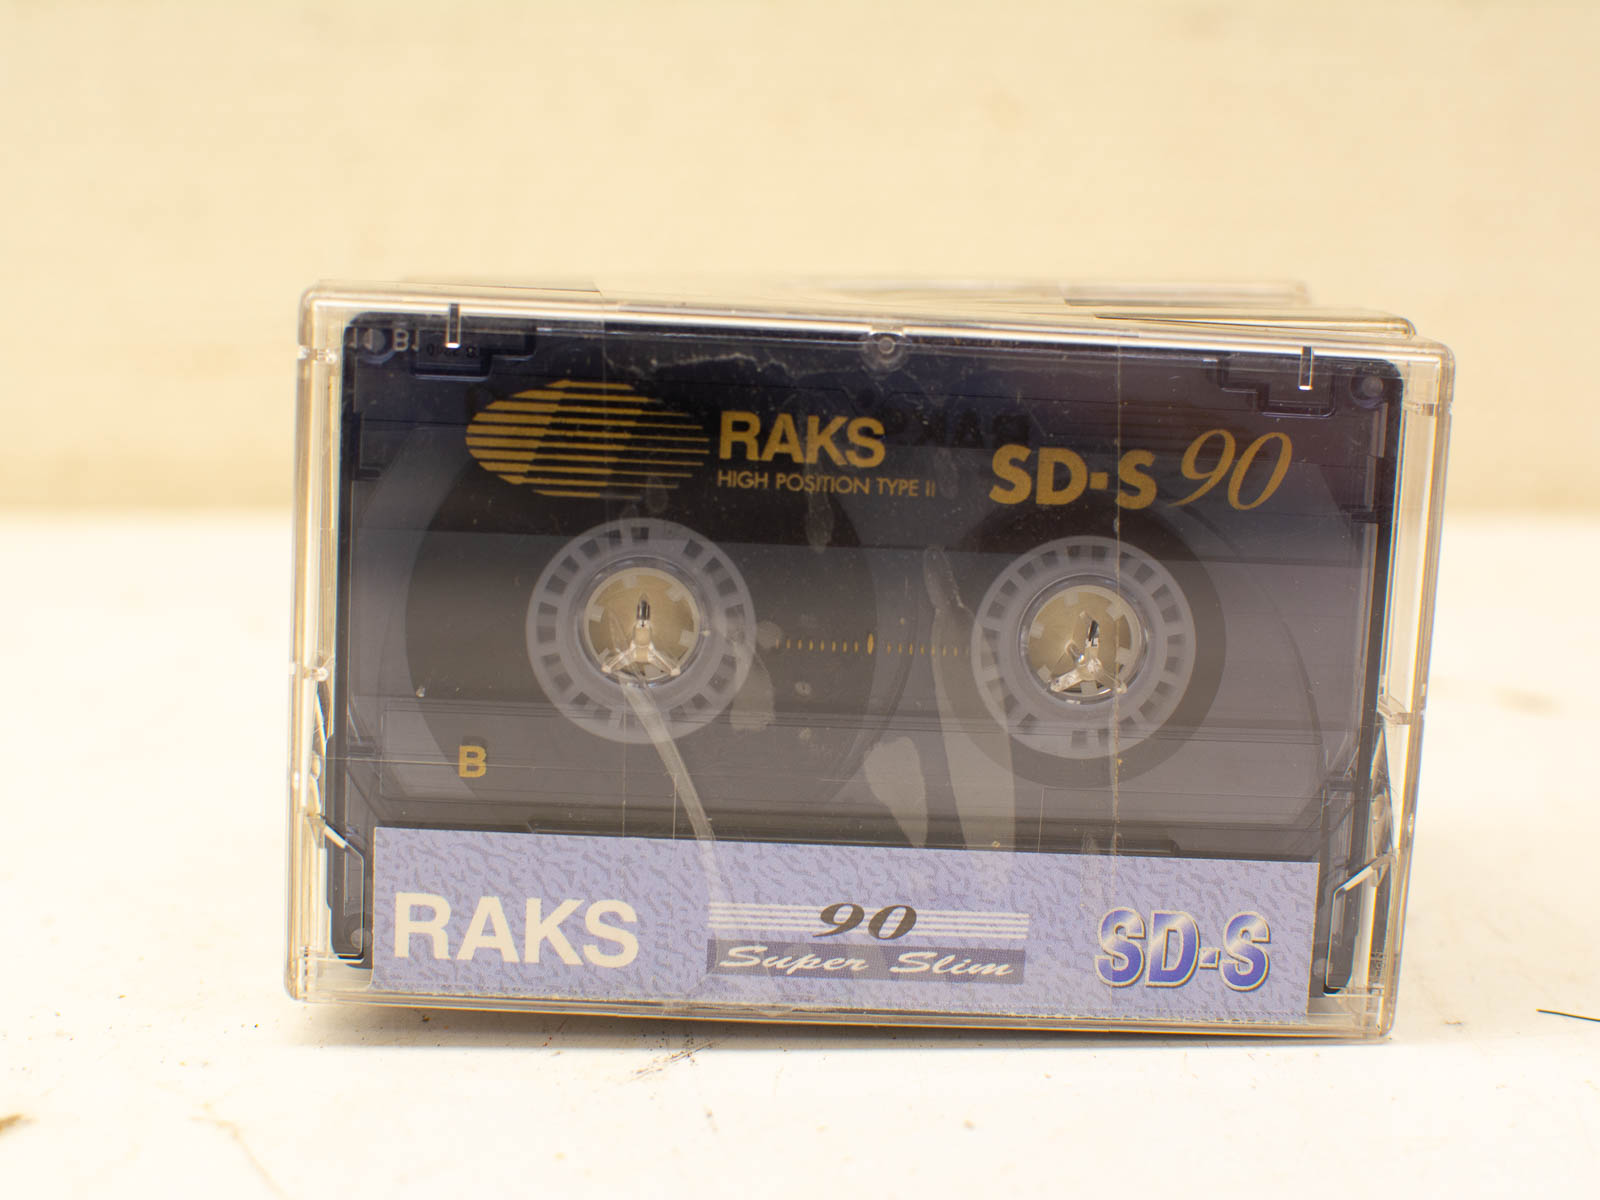 RAKS
HIGH POSITION TYPE II
SD-S 90
B
RAKS
90
Super Slim
SD-S